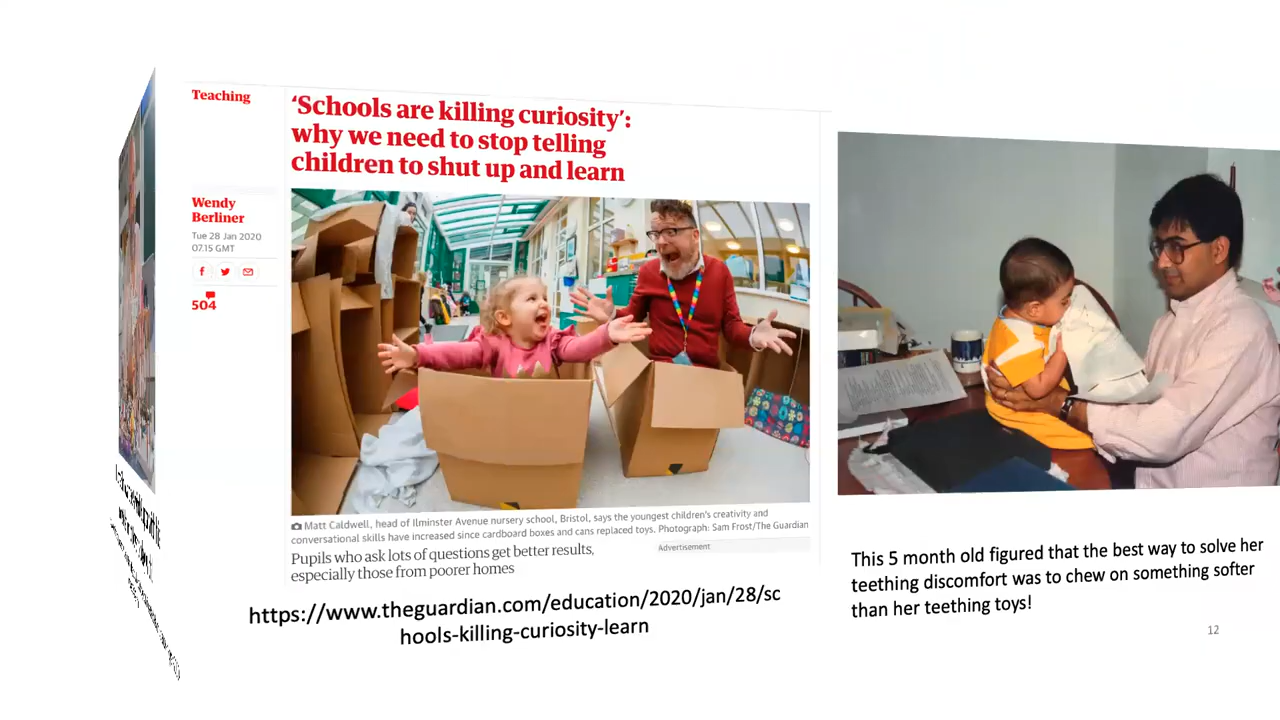 Teaching
‘Schools are killing curiosity’:
why we need to stop telling
children to shut up and learn
Wendy
Berliner
Tue 28 Jan 2020
07.15 GMT
504
Matt Caldwell, head of Ilminster Avenue nursery school, Bristol, says the youngest children’s creativity and
conversational skills have increased since cardboard boxes and cans replaced toys. Photograph: Sam Frost/The Guardian
Pupils who ask lots of questions get better results,
especially those from poorer homes
Advertisement
https://www.theguardian.com/education/2020/jan/28/sc
hools-killing-curiosity-learn
This 5 month old figured that the best way to solve her
teething discomfort was to chew on something softer
than her teething toys!
12